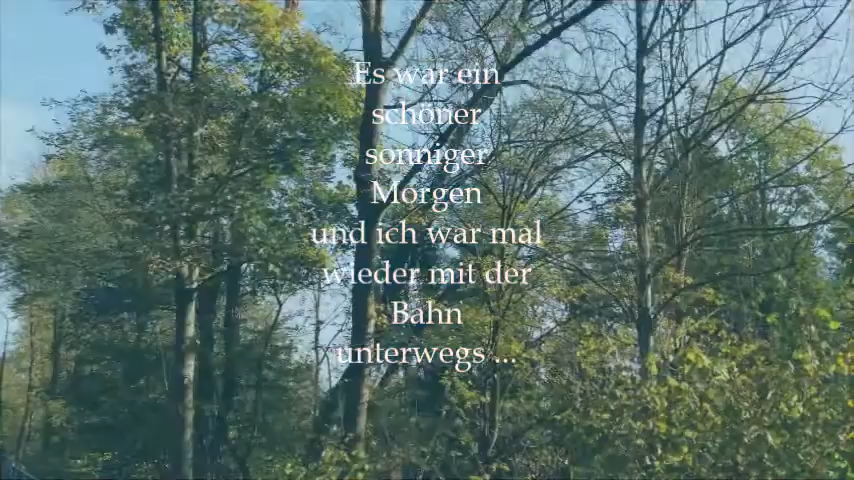 Es war ein
schöner
sonniger
Morgen
und ich war mal
wieder mit der
Bahn
unterwegs ...